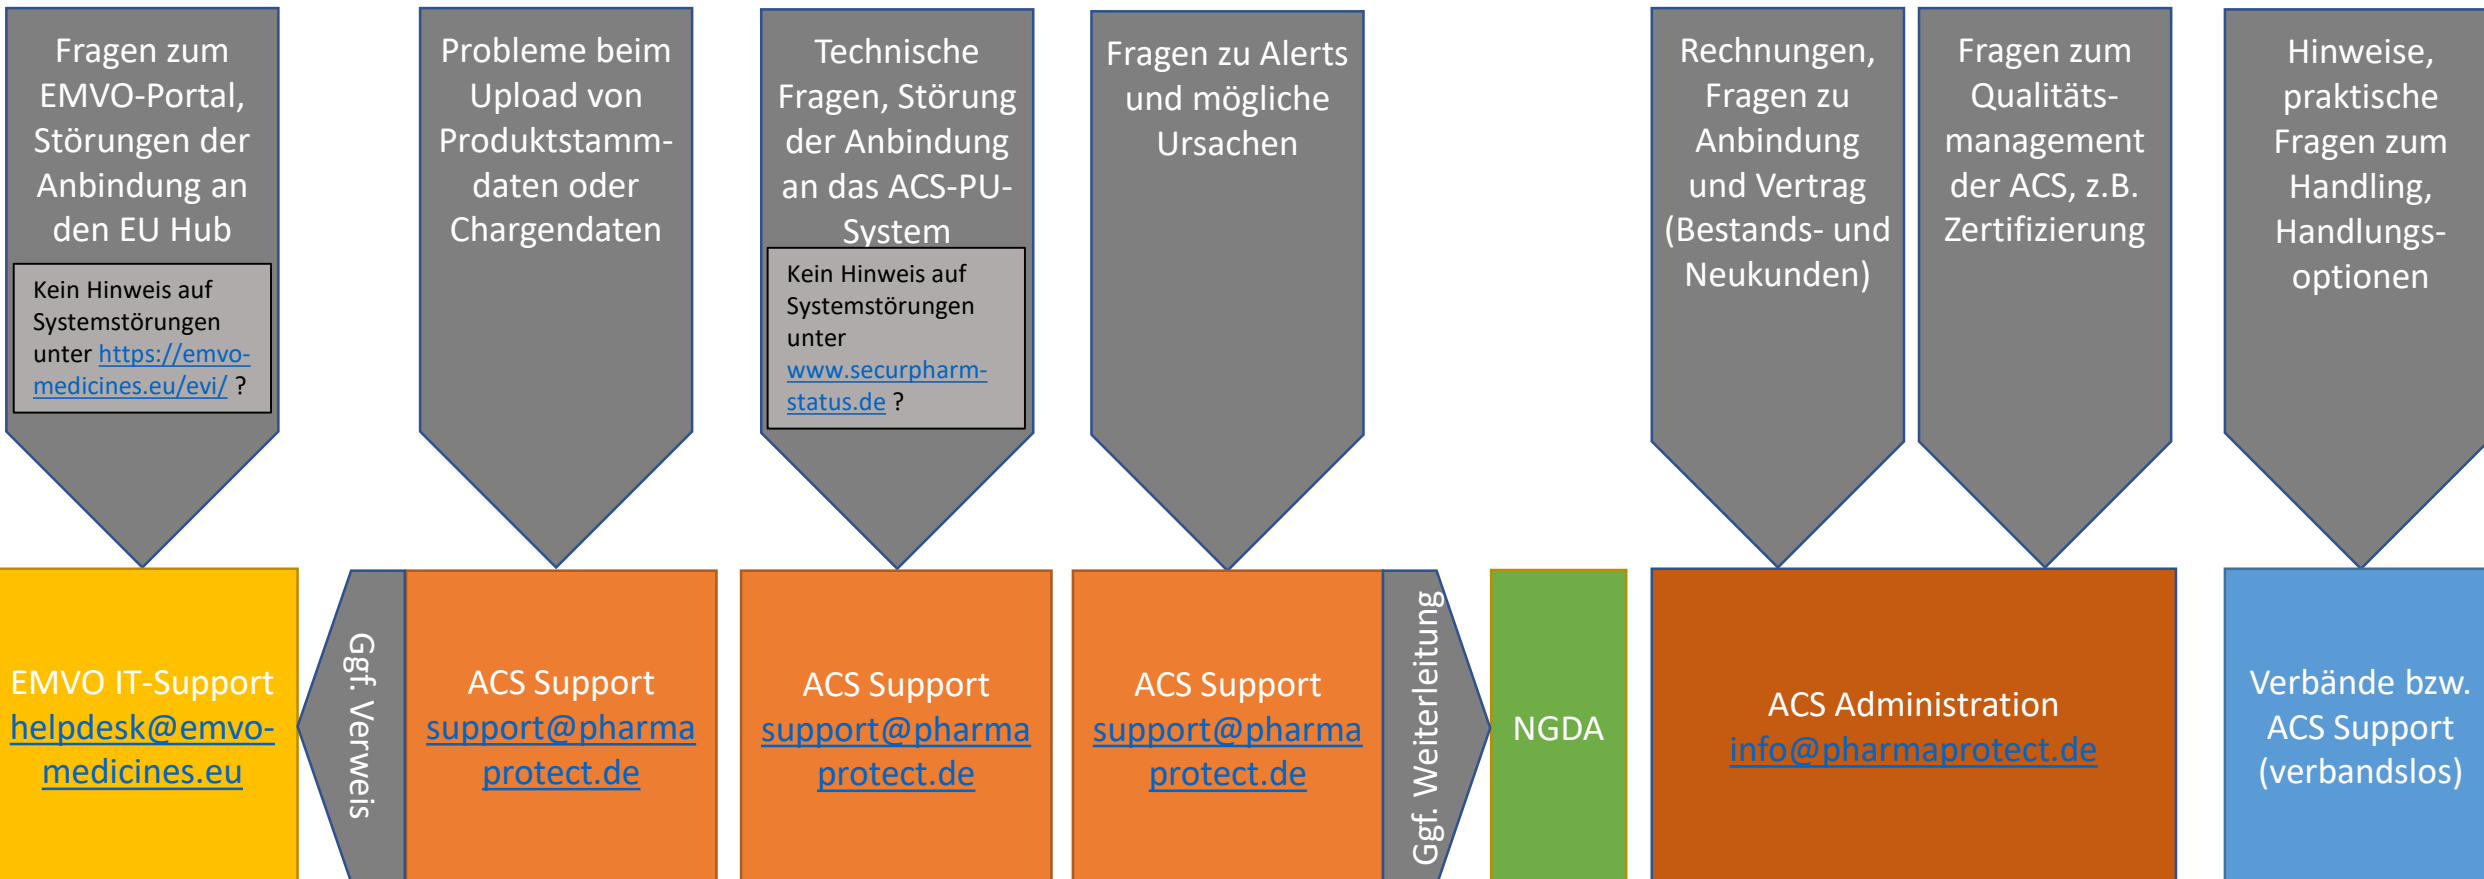 Fragen zum
EMVO-Portal,
Störungen der
Anbindung an
den EU Hub
Kein Hinweis auf
Systemstörungen
unter https://emvo-
medicines.eu/evi/ ?
Probleme beim
Upload von
Produktstamm-
daten oder
Chargendaten
Technische
Fragen, Störung
der Anbindung
an das ACS-PU-
System
Kein Hinweis auf
Systemstörungen
unter
www.securpharm-
status.de ?
Fragen zu Alerts
und mögliche
Ursachen
Rechnungen,
Fragen zu
Anbindung
und Vertrag
(Bestands- und
Neukunden)
Fragen zum
Qualitäts-
management
der ACS, z.B.
Zertifizierung
Hinweise,
praktische
Fragen zum
Handling,
Handlungs-
optionen
EMVO IT-Support
helpdesk@emvo-
medicines.eu
Ggf. Verweis
ACS Support
support@pharma
protect.de
ACS Support
support@pharma
protect.de
ACS Support
support@pharma
protect.de
Ggf. Weiterleitung
NGDA
ACS Administration
info@pharmaprotect.de
Verbände bzw.
ACS Support
(verbandslos)